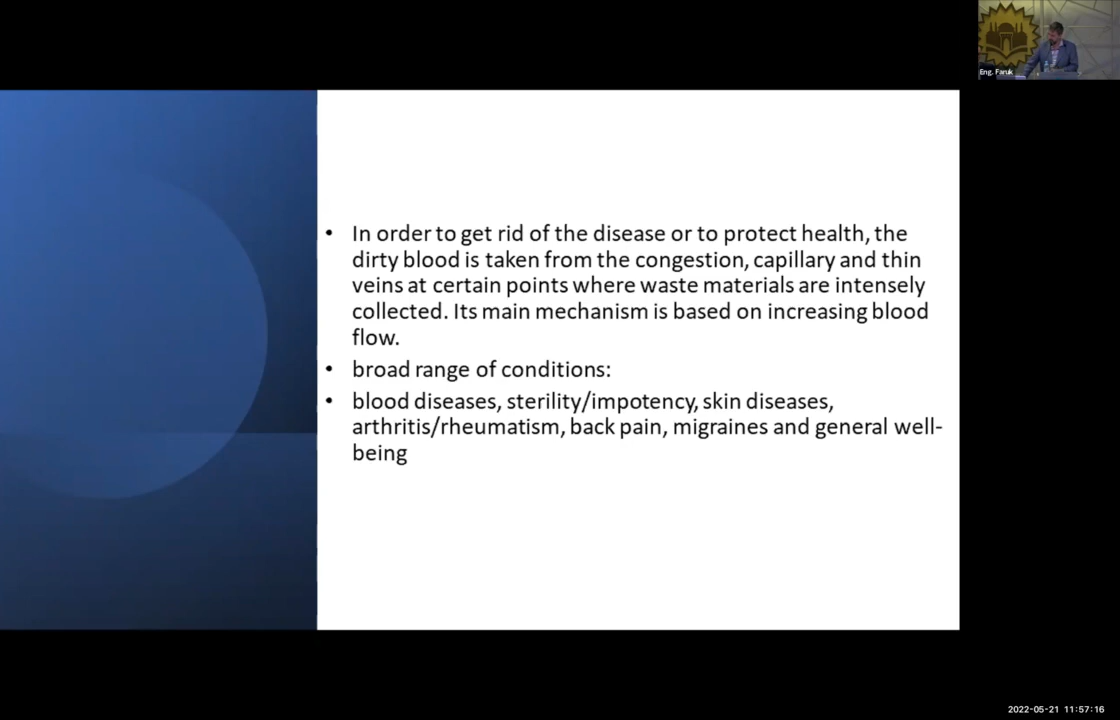 Eng. Faruk
• In order to get rid of the disease or to protect health, the
dirty blood is taken from the congestion, capillary and thin
veins at certain points where waste materials are intensely
collected. Its main mechanism is based on increasing blood
flow.
• broad range of conditions:
• blood diseases, sterility/impotency, skin diseases,
arthritis/rheumatism, back pain, migraines and general well-
being
2022-05-21 11:57:16